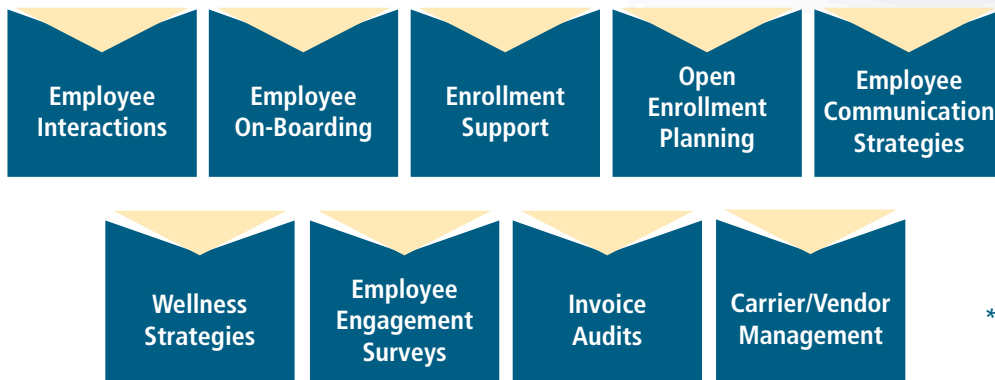 Employee
Interactions
Employee
On-Boarding
Enrollment
Support
Open
Enrollment
Planning
Employee
Communication
Strategies
Wellness
Strategies
Employee
Engagement
Surveys
Invoice
Audits
Carrier/Vendor
Management
*